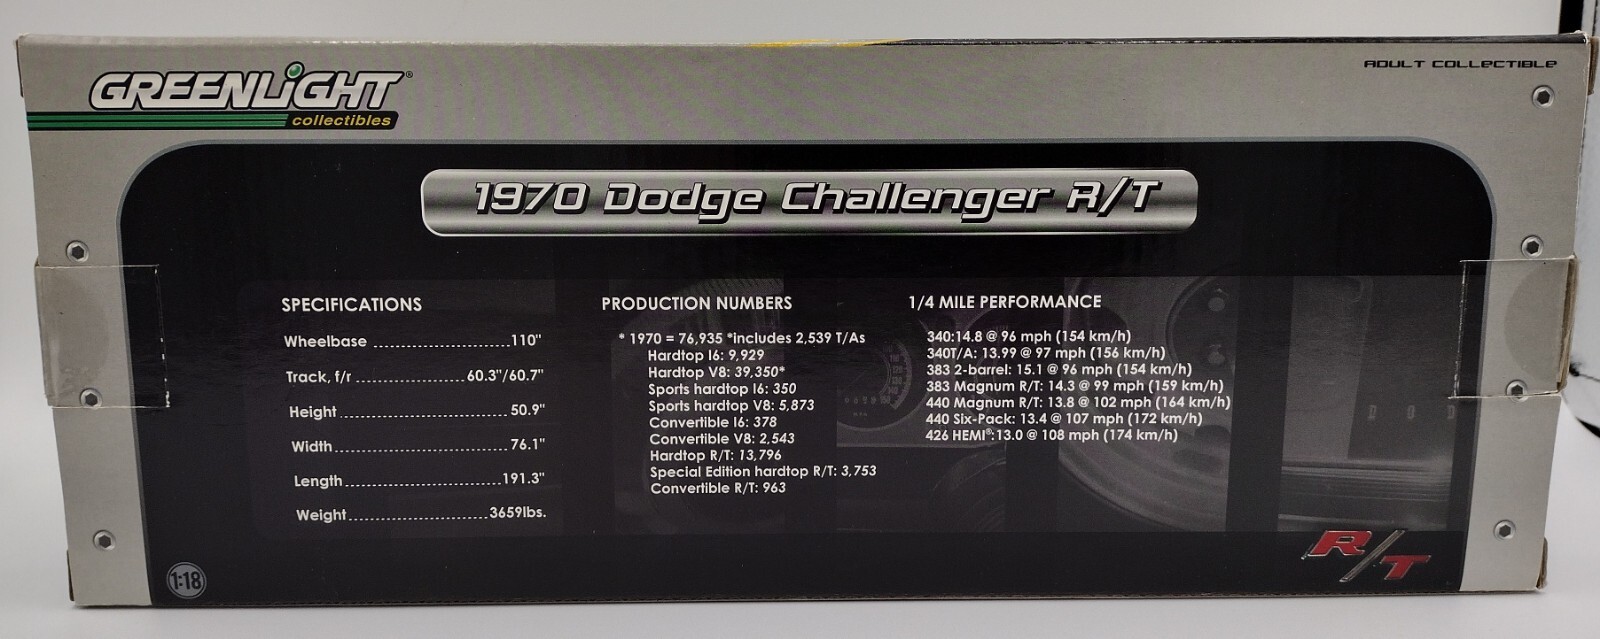 GREENLiGHT®
collectibles
ADULT COLLECTIBLE
1970 Dodge Challenger R/T
SPECIFICATIONS
Wheelbase ..........................110"
Track, f/r .....................60.3"/60.7"
Height ................................ 50.9"
Width .................................. 76.1"
Length ..............................191.3"
Weight ...........................3659lbs.
PRODUCTION NUMBERS
* 1970 = 76,935 *includes 2,539 T/As
Hardtop I6: 9,929
Hardtop V8: 39,350*
Sports hardtop I6: 350
Sports hardtop V8: 5,873
Convertible I6: 378
Convertible V8: 2,543
Hardtop R/T: 13,796
Special Edition hardtop R/T: 3,753
Convertible R/T: 963
1/4 MILE PERFORMANCE
340:14.8 @ 96 mph (154 km/h)
340T/A: 13.99 @ 97 mph (156 km/h)
383 2-barrel: 15.1 @ 96 mph (154 km/h)
383 Magnum R/T: 14.3 @ 99 mph (159 km/h)
440 Magnum R/T: 13.8 @ 102 mph (164 km/h)
440 Six-Pack: 13.4 @ 107 mph (172 km/h)
426 HEMI®:13.0 @ 108 mph (174 km/h)
1:18
R/T